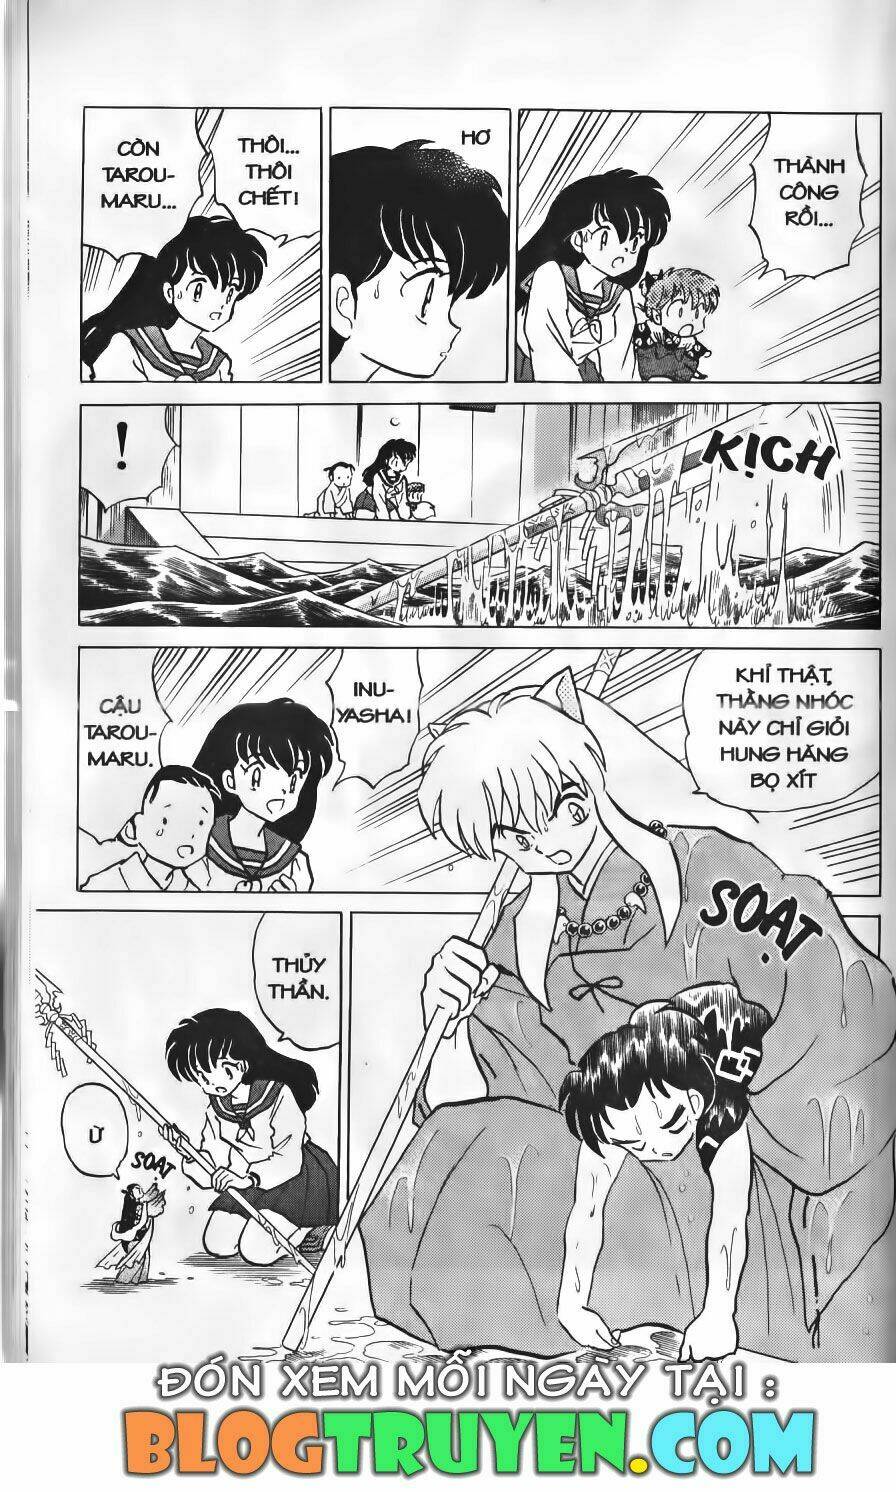 THÀNH
CÔNG
RỒI...
HƠ
THÔI...
THÔI
CHẾT!
CÒN
TAROU-
MARU...
KỊCH
!
KHỈ THẬT,
THẰNG NHÓC
NÀY CHỈ GIỎI
HUNG HĂNG
BỌ XÍT
INU-
YASHA!
CẬU
TAROU-
MARU.
SOẠT
THỦY
THẦN.
Ừ
SOẠT
ĐÓN XEM MỖI NGÀY TẠI :
BLOGTRUYEN.COM